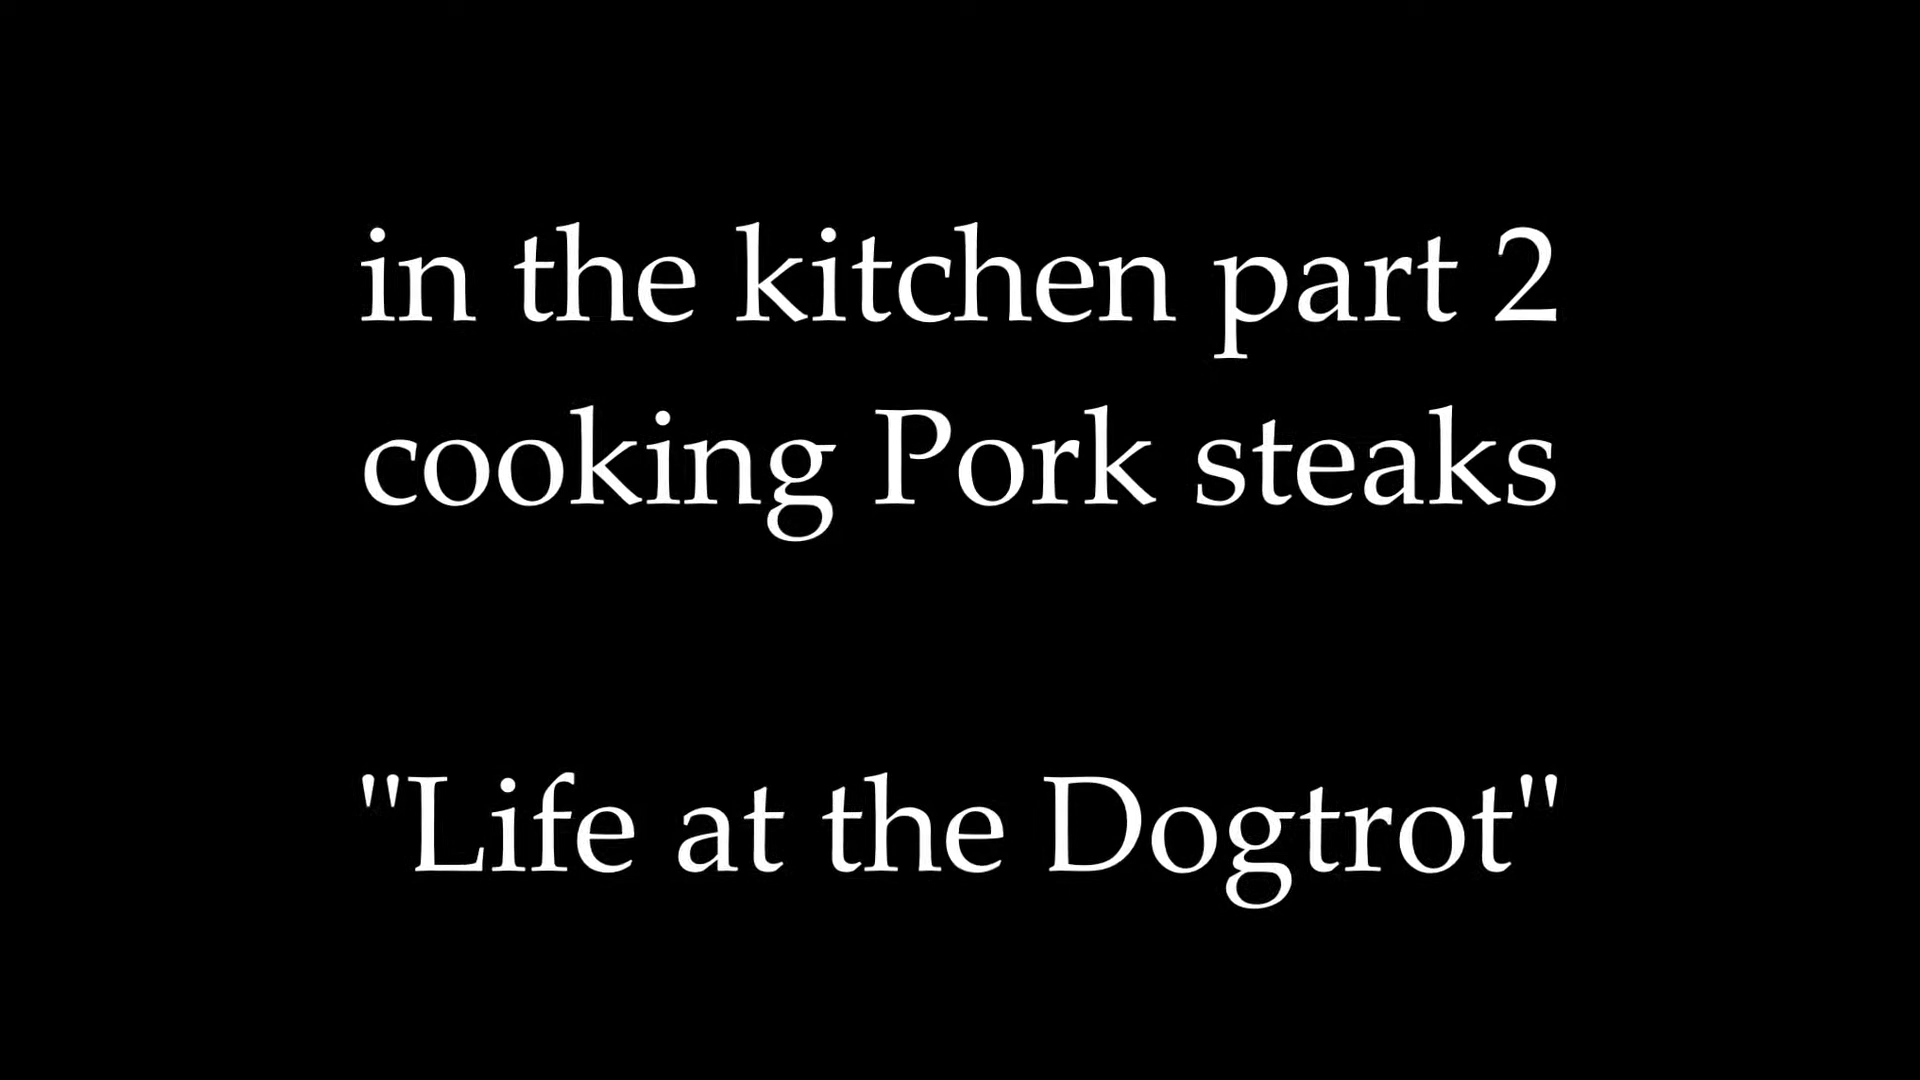 in the kitchen part 2
cooking Pork steaks
"Life at the Dogtrot"